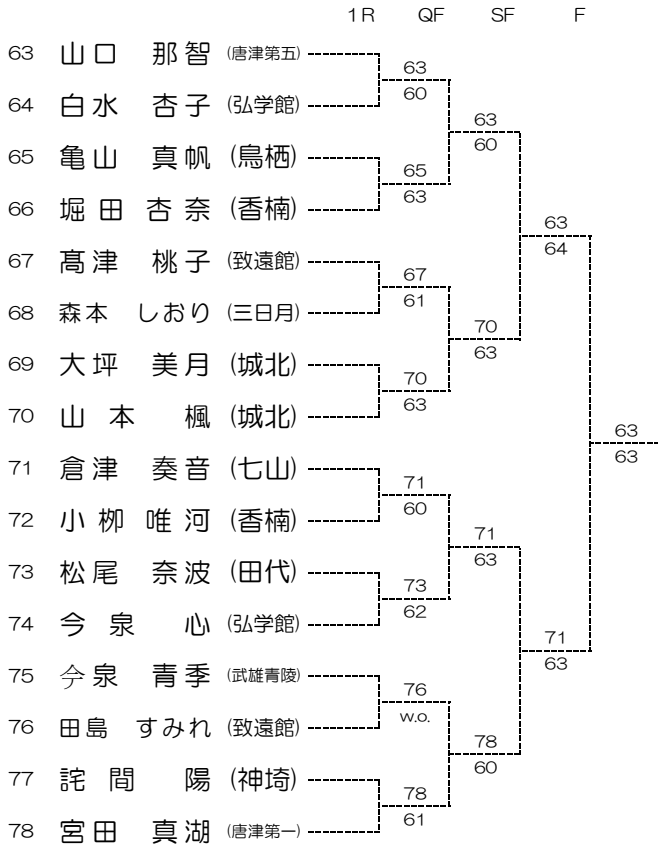 1R QF SF F
63 山口 那智 (唐津第五)
63
64 白水 杏子 (弘学館)
60
63
65 亀山 真帆 (鳥栖)
60
65
66 堀田 杏奈 (香楠)
63
63
67 髙津 桃子 (致遠館)
64
67
68 森本 しおり (三日月)
61
70
69 大坪 美月 (城北)
63
70
70 山本 楓 (城北)
63
63
71 倉津 奏音 (七山)
63
71
72 小栁 唯河 (香楠)
60
71
73 松尾 奈波 (田代)
63
73
74 今泉 心 (弘学館)
62
71
75 今泉 青季 (武雄青陵)
63
76
76 田島 すみれ (致遠館)
w.o.
78
77 詫間 陽 (神埼)
60
78
78 宮田 真湖 (唐津第一)
61